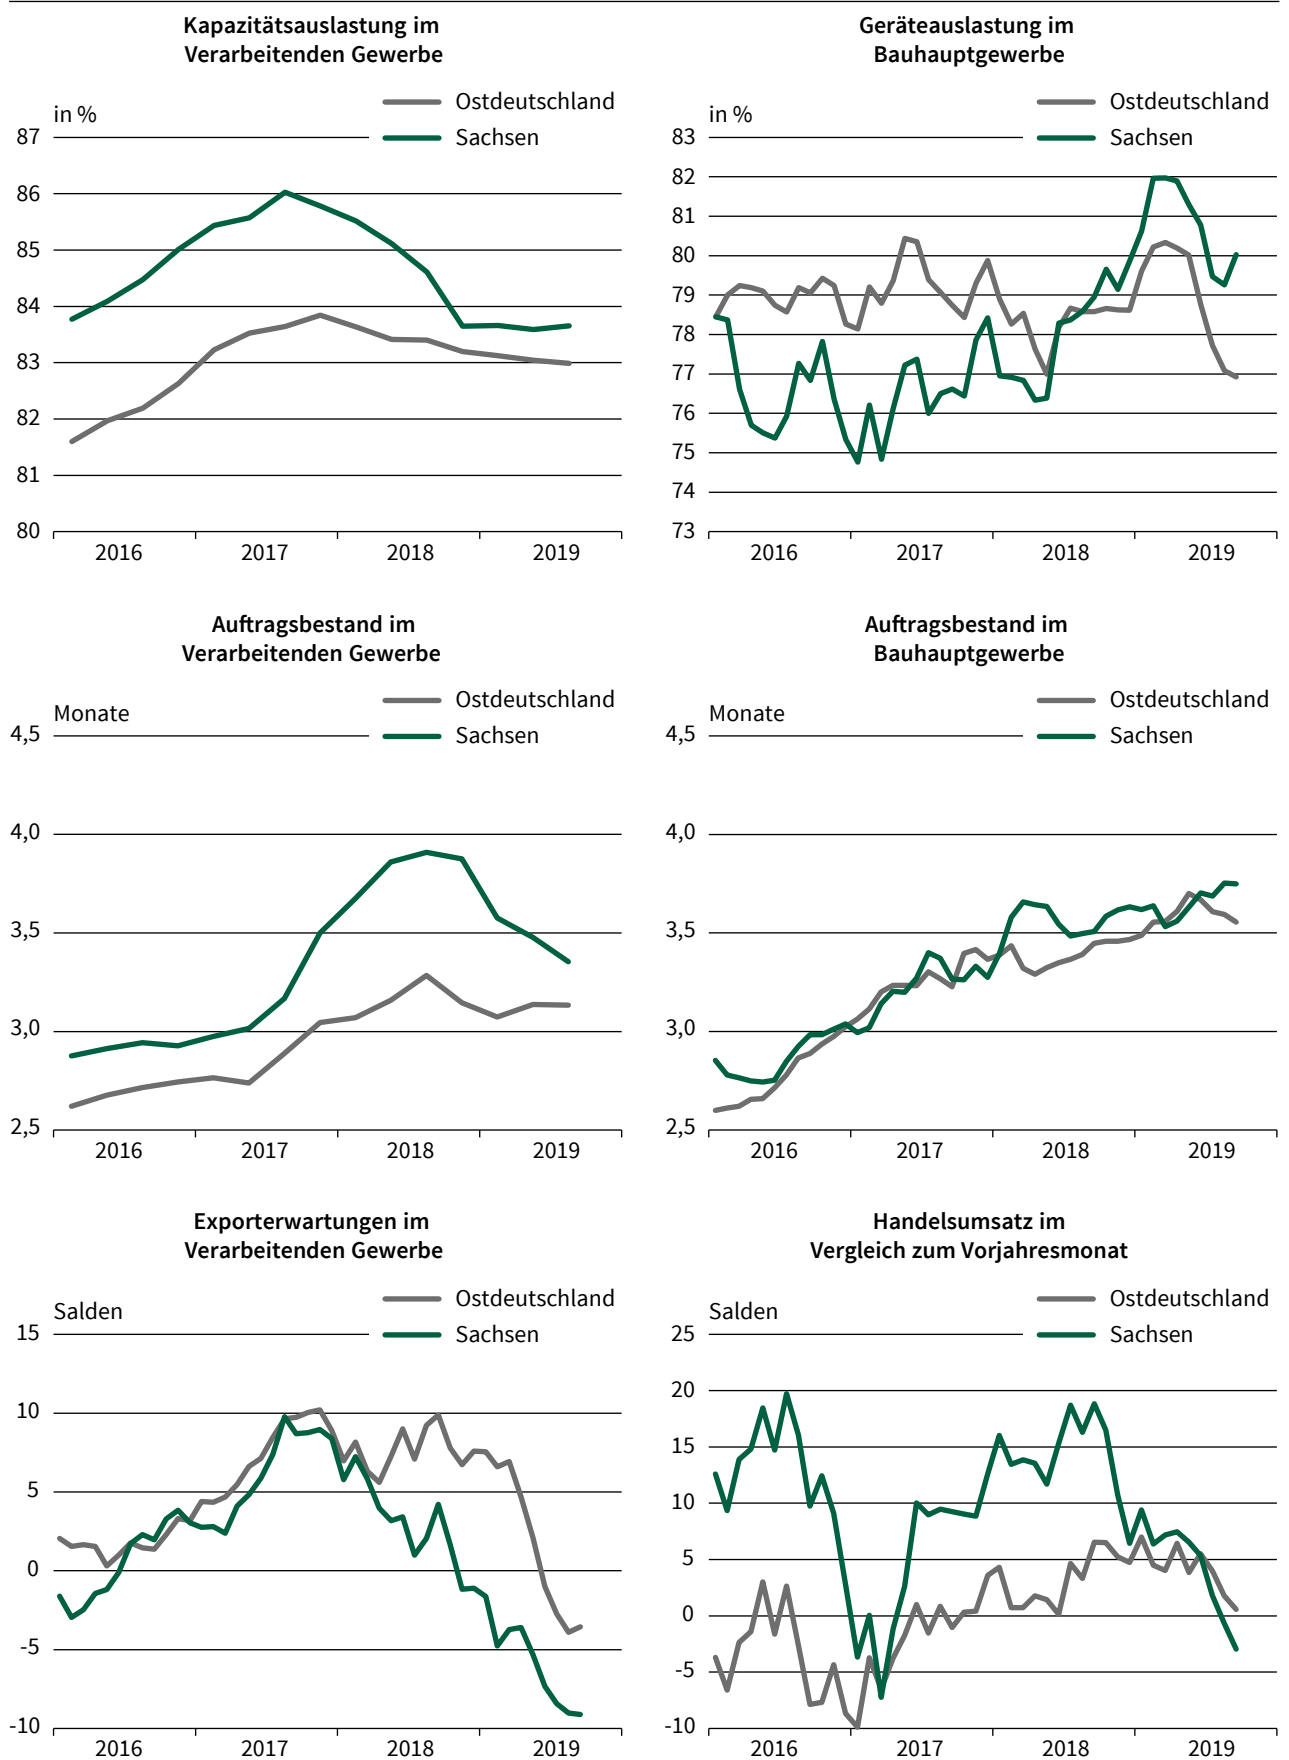 Kapazitätsauslastung im
Verarbeitenden Gewerbe
in %
Ostdeutschland
Sachsen
87
86
85
84
83
82
81
80
2016 2017 2018 2019
Geräteauslastung im
Bauhauptgewerbe
in %
Ostdeutschland
Sachsen
83
82
81
80
79
78
77
76
75
74
73
2016 2017 2018 2019
Auftragsbestand im
Verarbeitenden Gewerbe
Monate
Ostdeutschland
Sachsen
4,5
4,0
3,5
3,0
2,5
2016 2017 2018 2019
Auftragsbestand im
Bauhauptgewerbe
Monate
Ostdeutschland
Sachsen
4,5
4,0
3,5
3,0
2,5
2016 2017 2018 2019
Exporterwartungen im
Verarbeitenden Gewerbe
Salden
Ostdeutschland
Sachsen
15
10
5
0
-5
-10
2016 2017 2018 2019
Handelsumsatz im
Vergleich zum Vorjahresmonat
Salden
Ostdeutschland
Sachsen
25
20
15
10
5
0
-5
-10
2016 2017 2018 2019